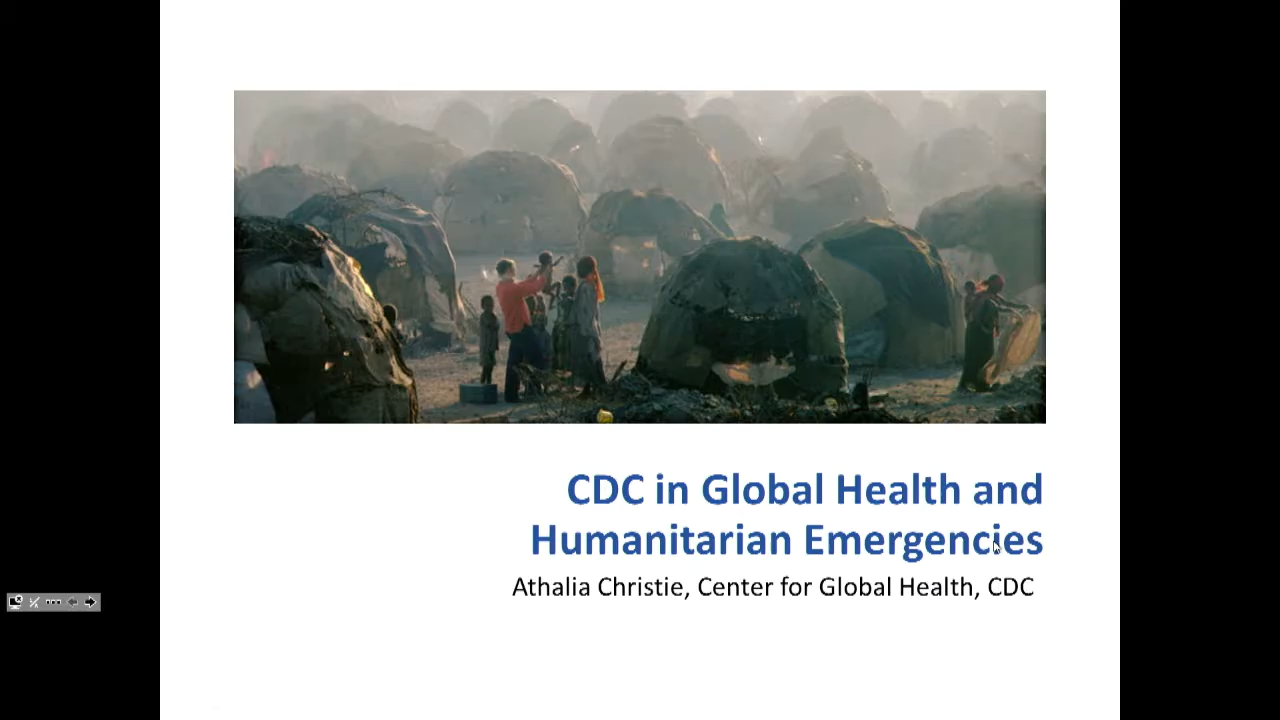 CDC in Global Health and
Humanitarian Emergencies
Athalia Christie, Center for Global Health, CDC